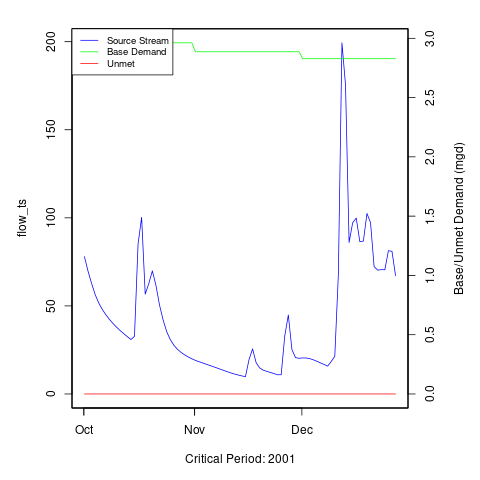 Source Stream
Base Demand
Unmet
flow_ts
0
50
100
150
200
0.0
0.5
1.0
1.5
2.0
2.5
3.0
Base/Unmet Demand (mgd)
Oct
Nov
Dec
Critical Period: 2001